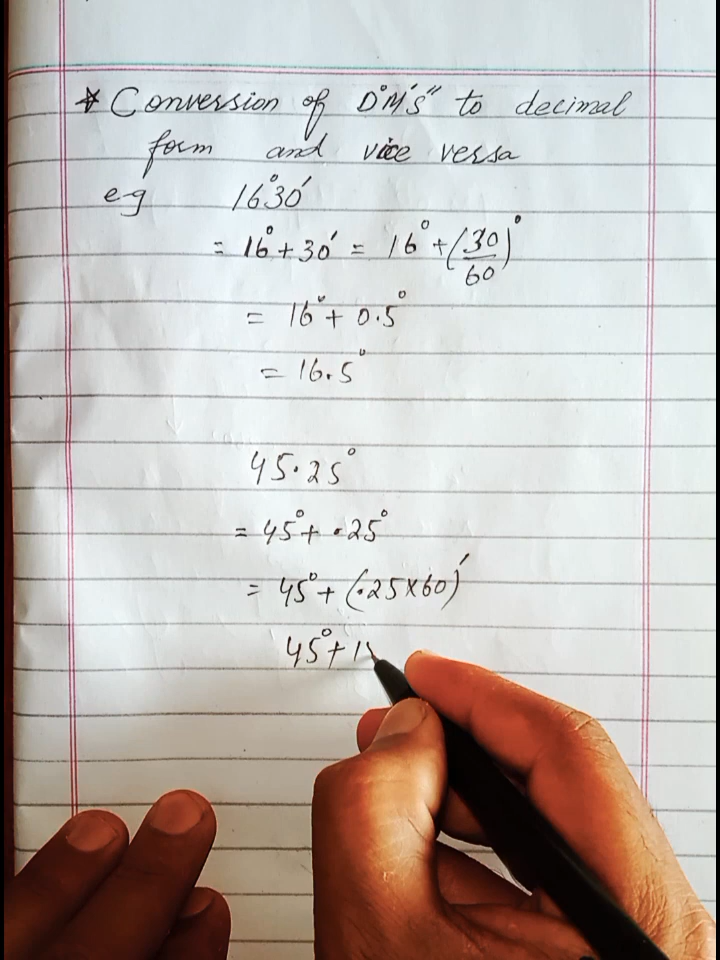 * Conversion of D°M'S" to decimal
form and vice versa
e-g 16°30'
= 16° + 30' = 16° + (30/60)°
= 16° + 0.5°
= 16.5°
45.25°
= 45° + .25°
= 45° + (.25×60)'
45° + 1